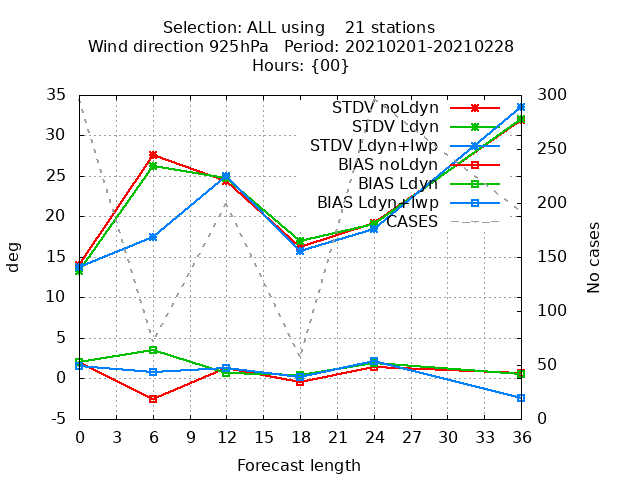 Selection: ALL using    21 stations
Wind direction 925hPa   Period: 20210201-20210228
Hours: {00}
35 300
STDV noLdyn
STDV Ldyn
STDV Ldyn+lwp
BIAS noLdyn
BIAS Ldyn
BIAS Ldyn+lwp
CASES
30
25
20
15
10
5
0
-5
250
200
150
100
50
0
deg
No cases
0 3 6 9 12 15 18 21 24 27 30 33 36
Forecast length